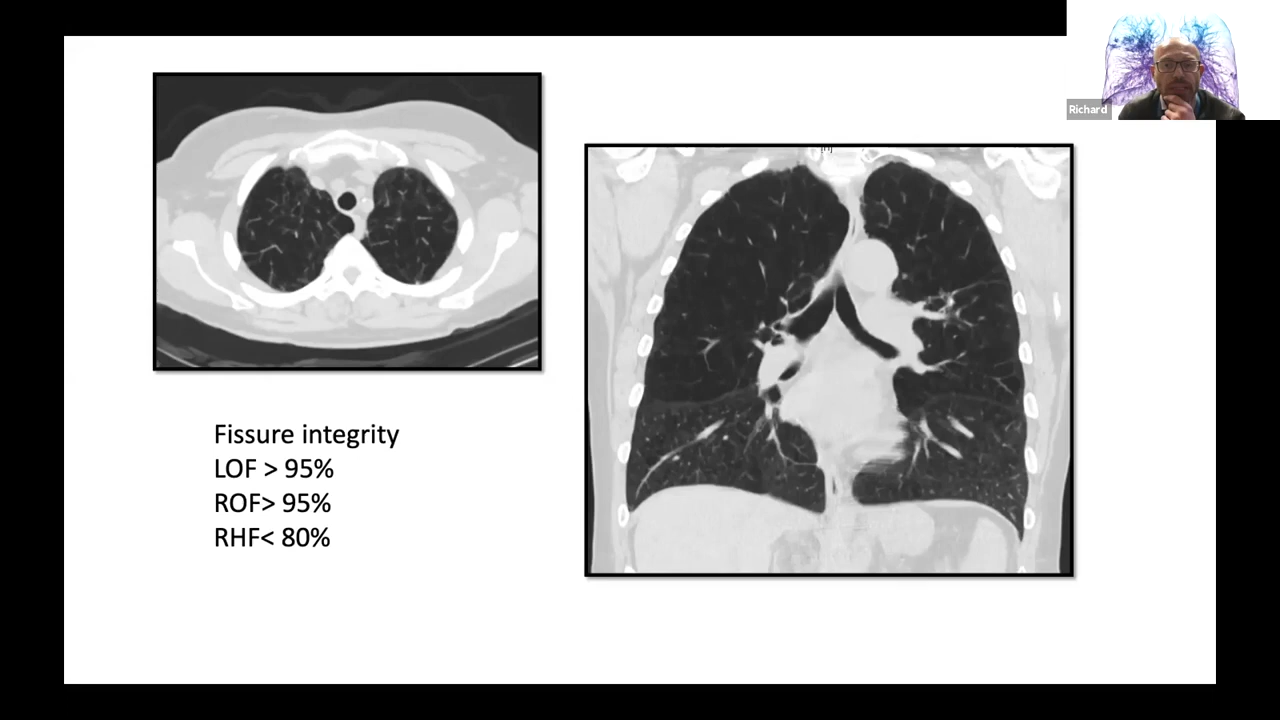 Richard
Fissure integrity
LOF > 95%
ROF> 95%
RHF< 80%